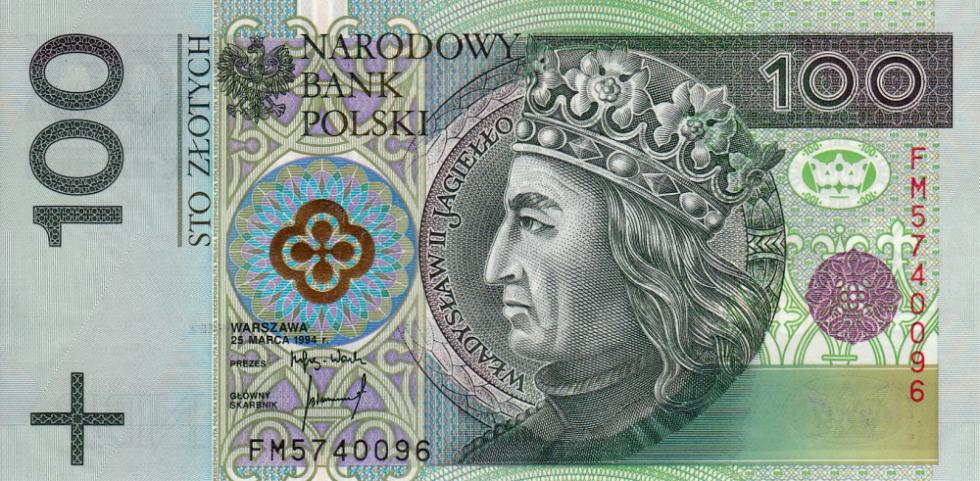 100
STO ZŁOTYCH
NARODOWY
BANK
POLSKI
WŁADYSŁAW II JAGIEŁŁO
100
FM5740096
WARSZAWA
25 MARCA 1994 r.
PREZES
GŁÓWNY
SKARBNIK
FM5740096